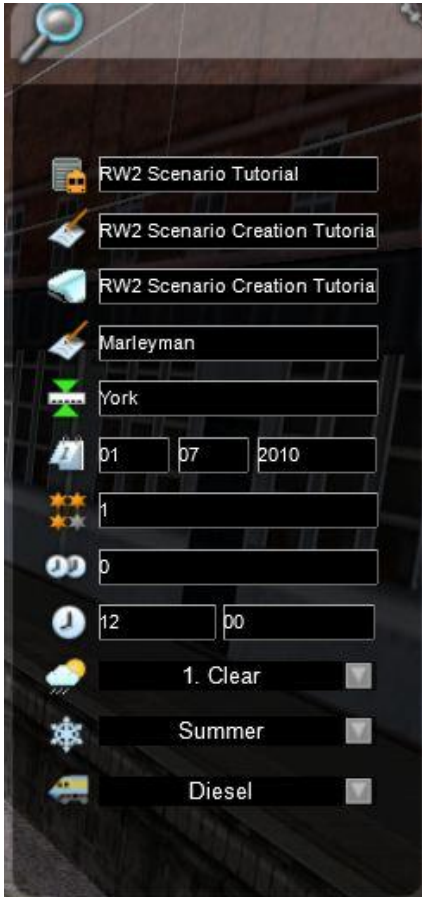 RW2 Scenario Tutorial
RW2 Scenario Creation Tutoria
RW2 Scenario Creation Tutoria
Marleyman
York
01 07 2010
1
0
12 00
1. Clear
Summer
Diesel